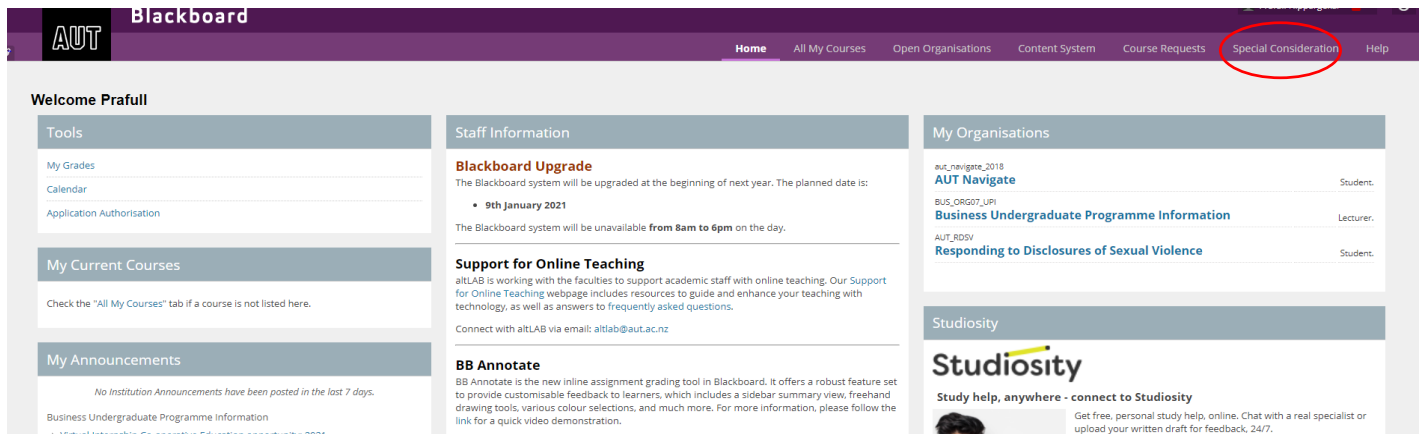 Blackboard
AUT
Home All My Courses Open Organisations Content System Course Requests Special Consideration Help
Welcome Prafull
Tools
My Grades
Calendar
Application Authorisation
My Current Courses
Check the "All My Courses" tab if a course is not listed here.
My Announcements
No Institution Announcements have been posted in the last 7 days.
Business Undergraduate Programme Information
Staff Information
Blackboard Upgrade
The Blackboard system will be upgraded at the beginning of next year. The planned date is:
• 9th January 2021
The Blackboard system will be unavailable from 8am to 6pm on the day.
Support for Online Teaching
altLAB is working with the faculties to support academic staff with online teaching. Our Support
for Online Teaching webpage includes resources to guide and enhance your teaching with
technology, as well as answers to frequently asked questions.
Connect with altLAB via email: altlab@aut.ac.nz
BB Annotate
BB Annotate is the new inline assignment grading tool in Blackboard. It offers a robust feature set
to provide customisable feedback to learners, which includes a sidebar summary view, freehand
drawing tools, various colour selections, and much more. For more information, please follow the
link for a quick video demonstration.
My Organisations
aut_navigate_2018
AUT Navigate Student.
BUS_ORG07_UPI
Business Undergraduate Programme Information Lecturer.
AUT_RDSV
Responding to Disclosures of Sexual Violence Student.
Studiosity
Studiosity
Study help, anywhere - connect to Studiosity
Get free, personal study help, online. Chat with a real specialist or
upload your written draft for feedback, 24/7.